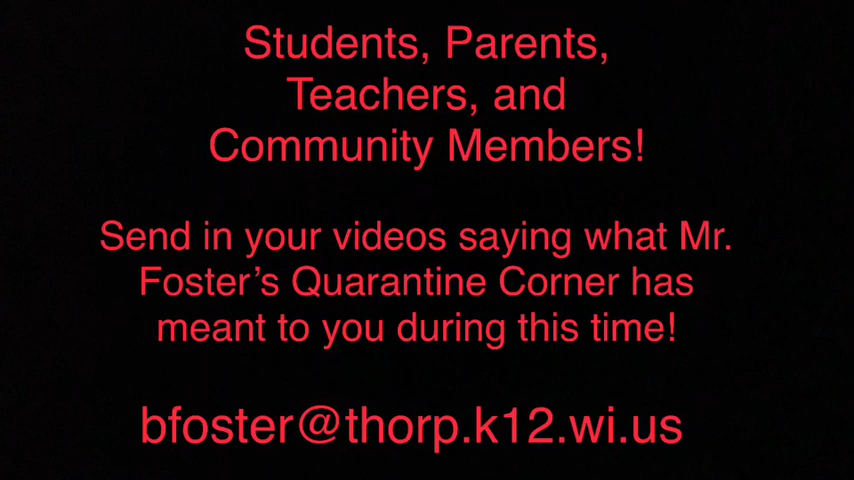 Students, Parents,
Teachers, and
Community Members!
Send in your videos saying what Mr.
Foster’s Quarantine Corner has
meant to you during this time!
bfoster@thorp.k12.wi.us